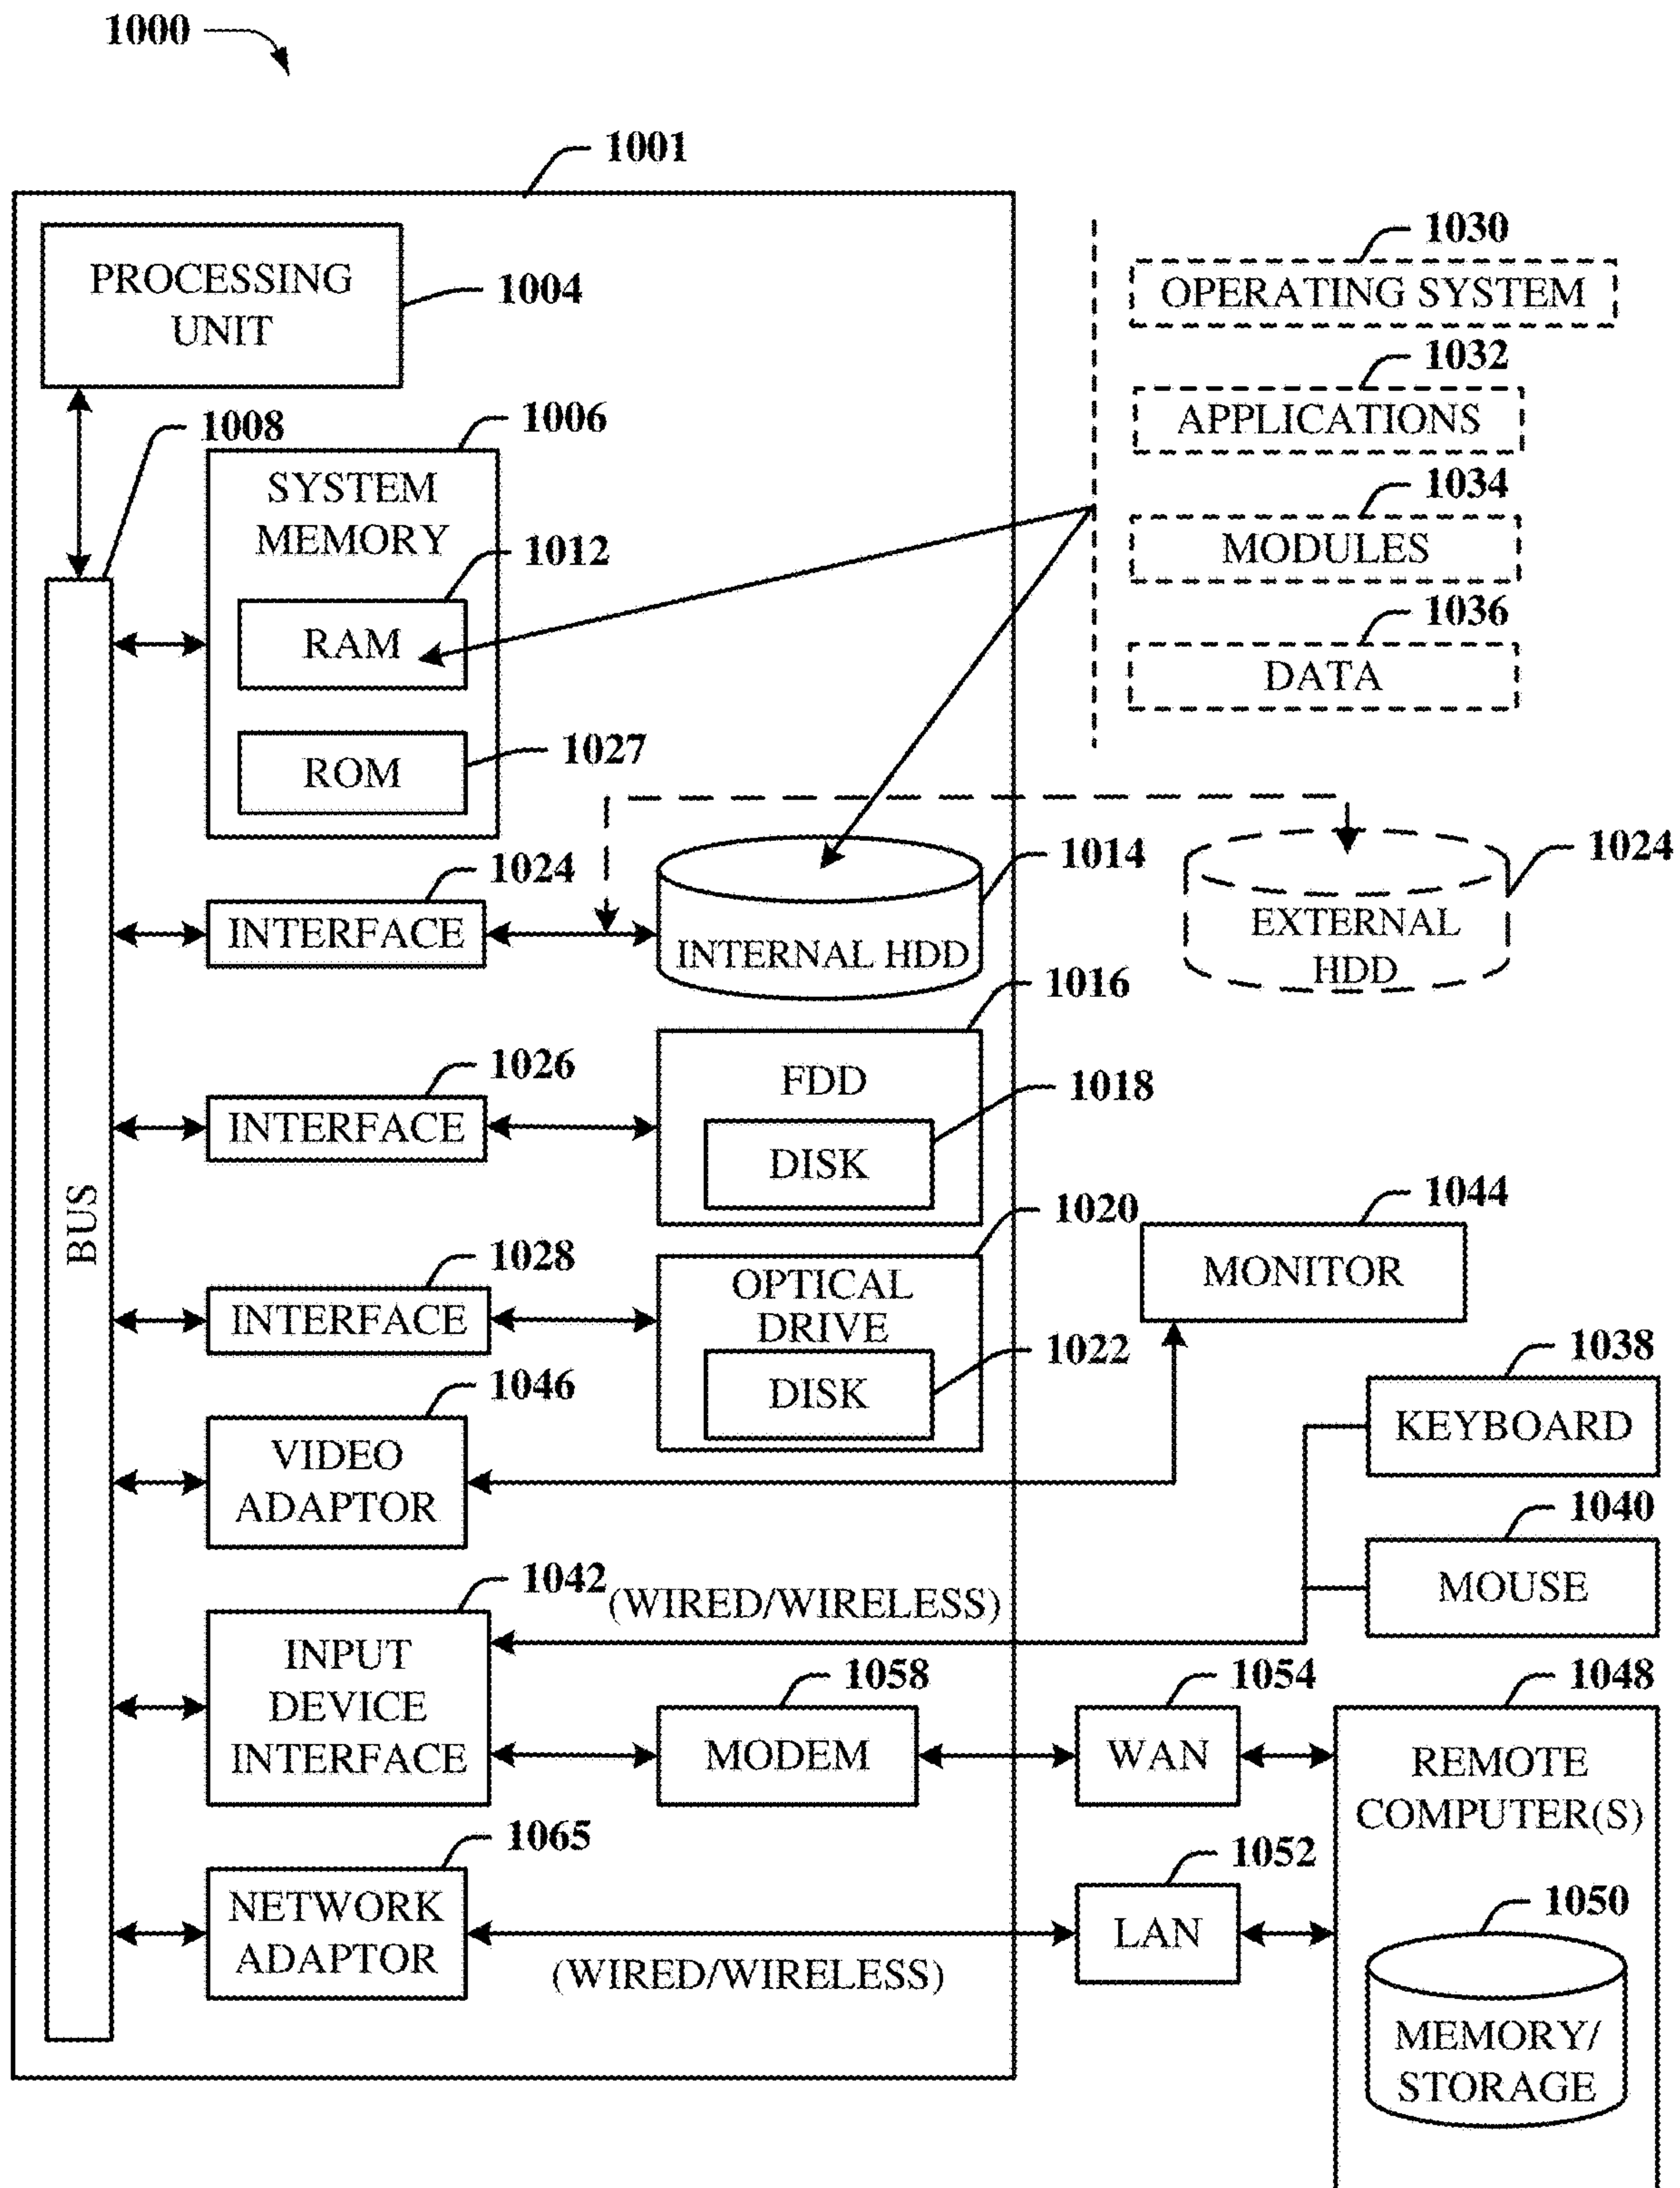 1000
1001
PROCESSING
UNIT
1004
1030
OPERATING SYSTEM
1032
APPLICATIONS
1034
MODULES
1036
DATA
1008
1006
SYSTEM
MEMORY
1012
RAM
1027
ROM
1024
INTERFACE
1014
INTERNAL HDD
1024
EXTERNAL
HDD
1026
INTERFACE
1016
FDD
1018
DISK
BUS
1028
INTERFACE
1020
OPTICAL
DRIVE
1022
DISK
1044
MONITOR
1046
VIDEO
ADAPTOR
1038
KEYBOARD
1040
MOUSE
1042
(WIRED/WIRELESS)
INPUT
DEVICE
INTERFACE
1058
MODEM
1054
WAN
1048
REMOTE
COMPUTER(S)
1065
NETWORK
ADAPTOR
(WIRED/WIRELESS)
1052
LAN
1050
MEMORY/
STORAGE